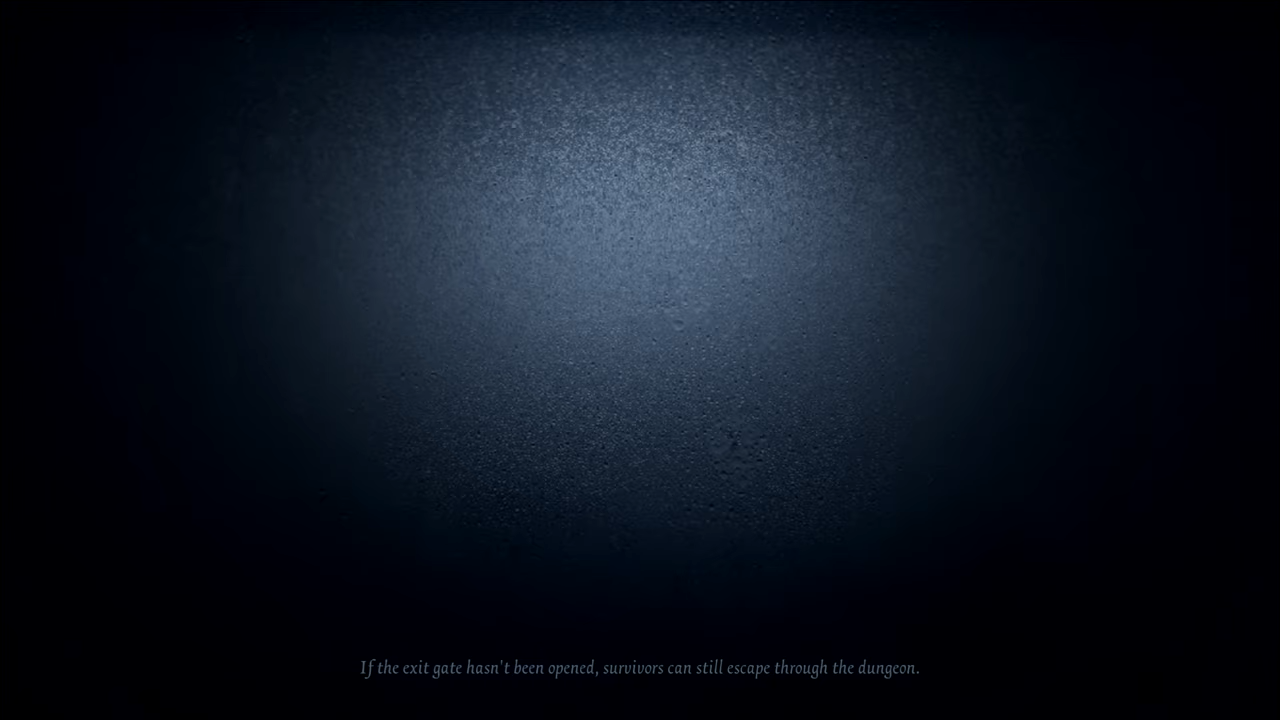 If the exit gate hasn't been opened, survivors can still escape through the dungeon.